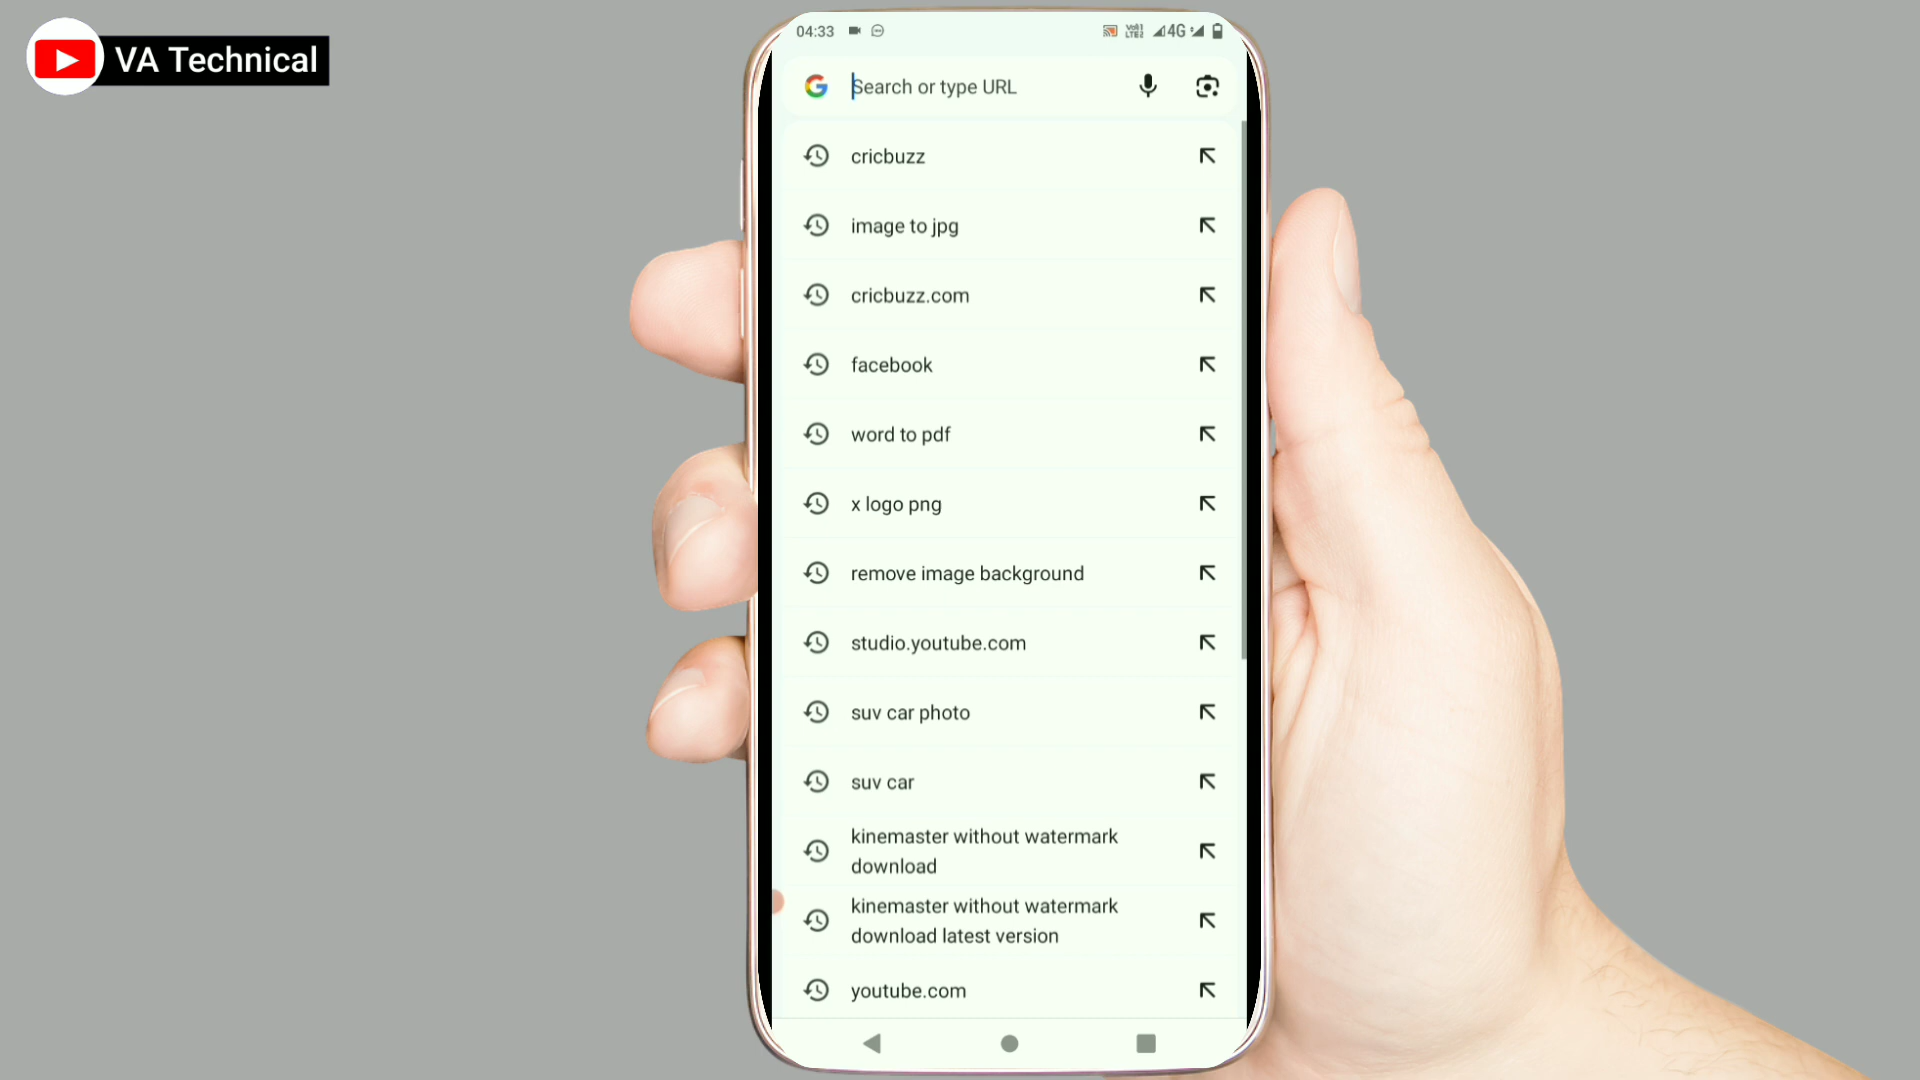 VA Technical
04:33
4G
Search or type URL
cricbuzz
image to jpg
cricbuzz.com
facebook
word to pdf
x logo png
remove image background
studio.youtube.com
suv car photo
suv car
kinemaster without watermark
download
kinemaster without watermark
download latest version
youtube.com